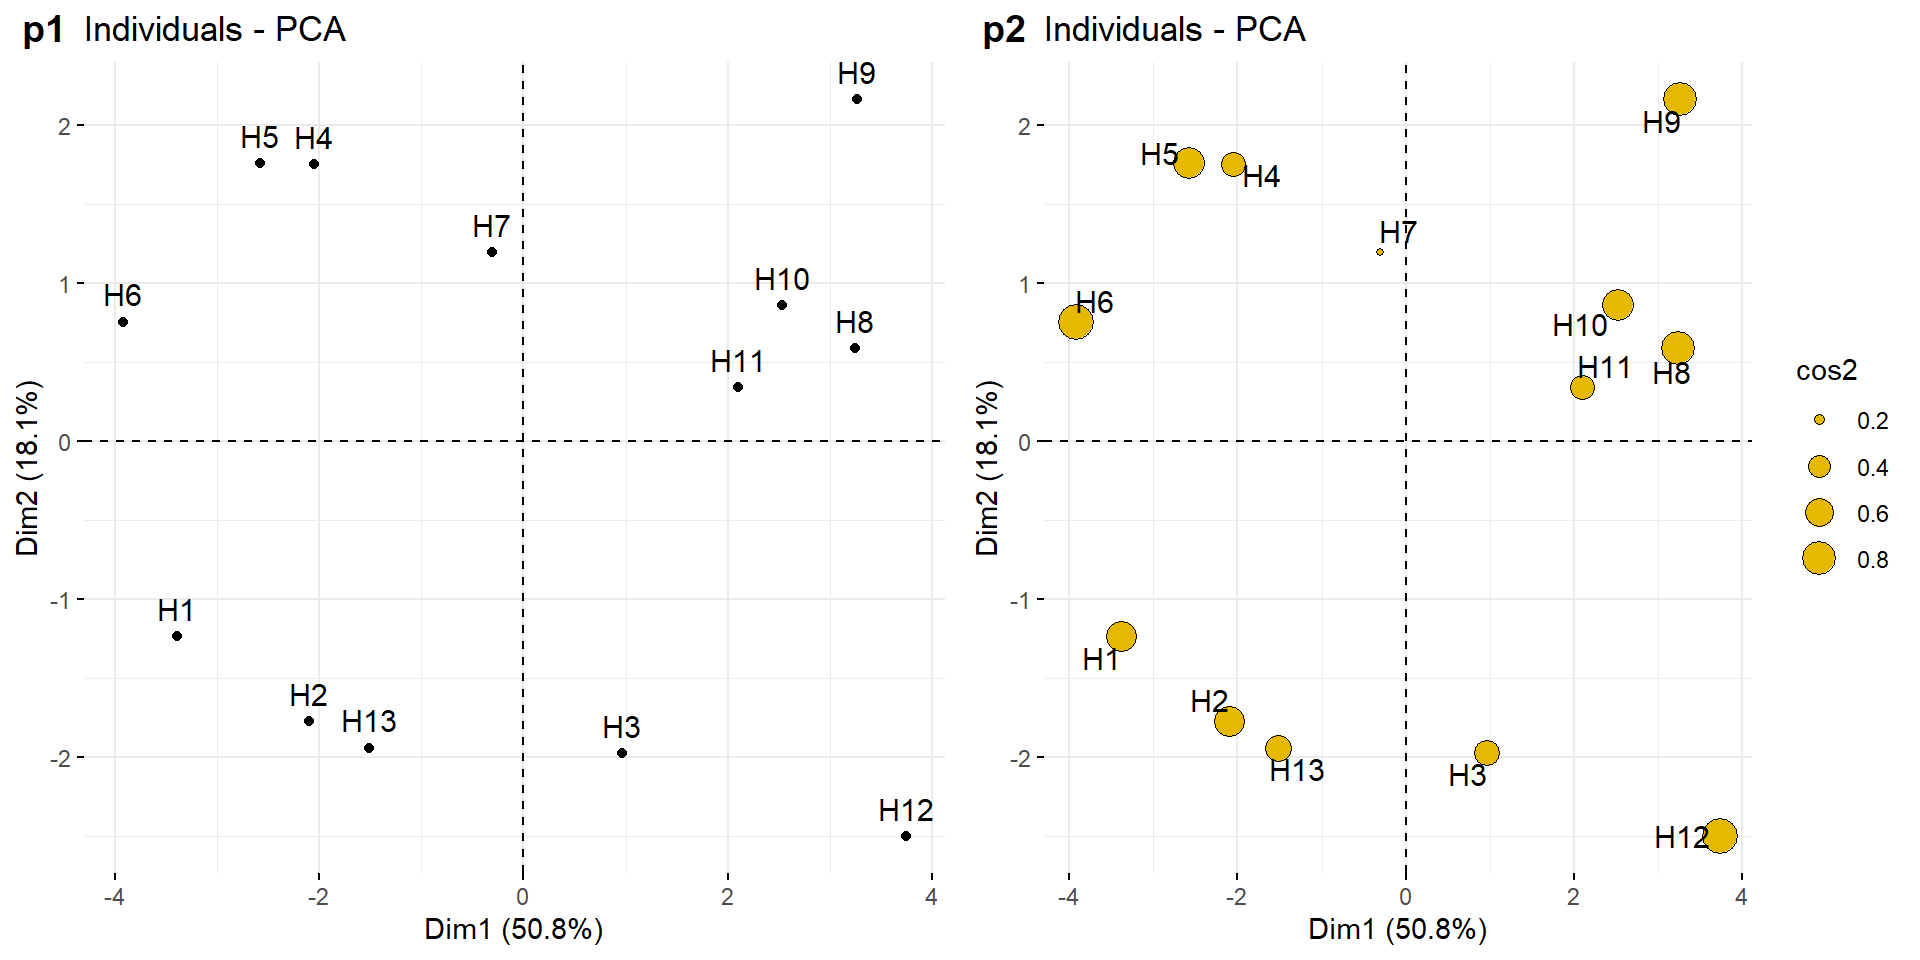 p1 Individuals - PCA
H9
H5 H4
H7
H10
H6
H8
H11
H1
H2
H13
H3
H12
2
1
0
-1
-2
-4 -2 0 2 4
Dim1 (50.8%)
Dim2 (18.1%)
p2 Individuals - PCA
H9
H5
H4
H7
H6
H10
H11
H8
H1
H2
H13
H3
H12
2
1
0
-1
-2
-4 -2 0 2 4
Dim1 (50.8%)
Dim2 (18.1%)
cos2
0.2
0.4
0.6
0.8